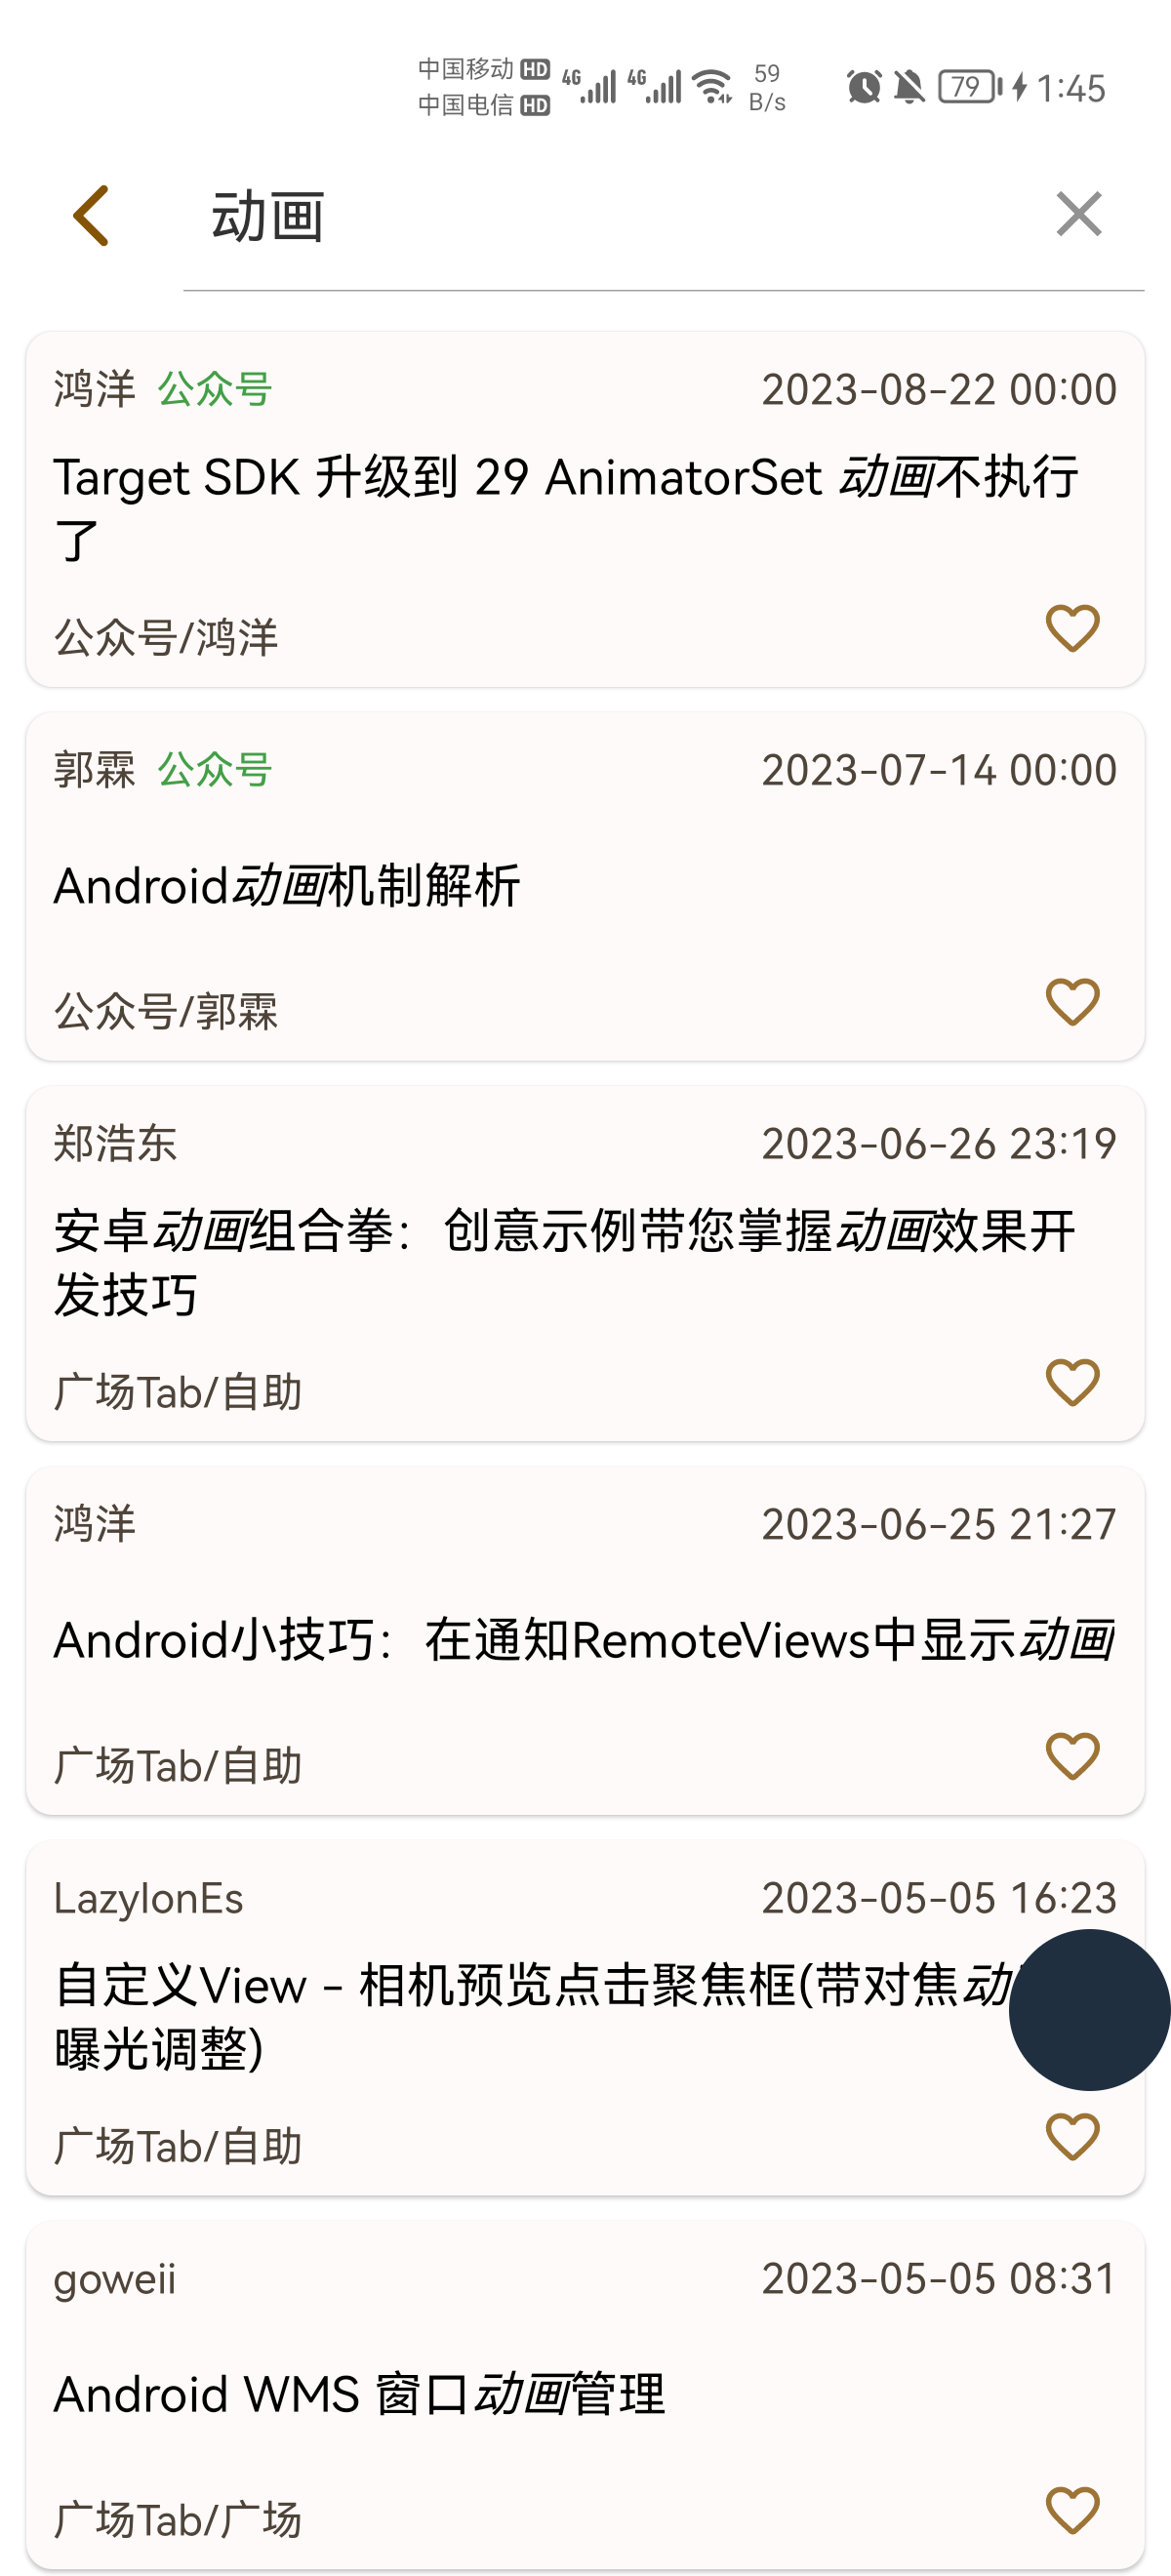 中国移动 HD
中国电信 HD
4G 4G 59 B/s 79 1:45
动画
鸿洋 公众号 2023-08-22 00:00
Target SDK 升级到 29 AnimatorSet 动画不执行
了
公众号/鸿洋
郭霖 公众号 2023-07-14 00:00
Android动画机制解析
公众号/郭霖
郑浩东 2023-06-26 23:19
安卓动画组合拳：创意示例带您掌握动画效果开
发技巧
广场Tab/自助
鸿洋 2023-06-25 21:27
Android小技巧：在通知RemoteViews中显示动画
广场Tab/自助
LazyIonEs 2023-05-05 16:23
自定义View - 相机预览点击聚焦框(带对焦动
曝光调整)
广场Tab/自助
goweii 2023-05-05 08:31
Android WMS 窗口动画管理
广场Tab/广场